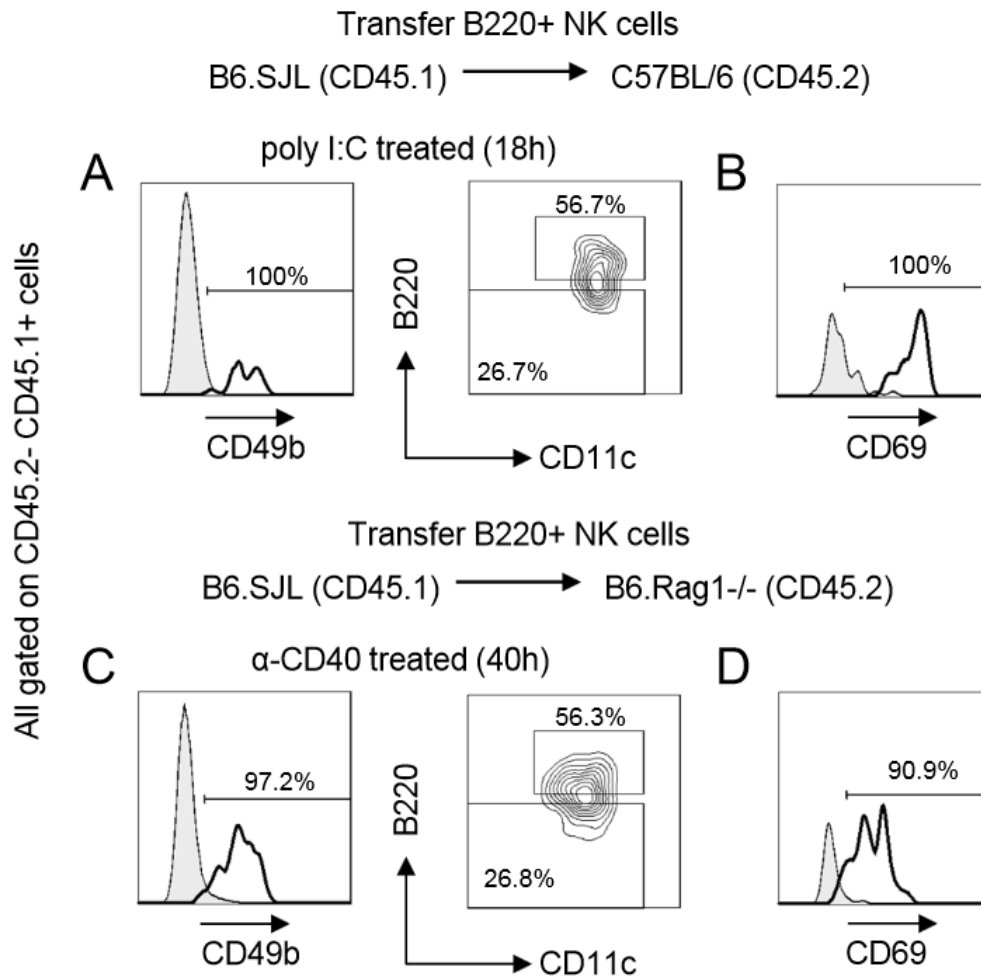 Transfer B220+ NK cells
B6.SJL (CD45.1) C57BL/6 (CD45.2)
poly I:C treated (18h)
A
B
All gated on CD45.2- CD45.1+ cells
100%
CD49b
B220
56.7%
26.7%
CD11c
100%
CD69
Transfer B220+ NK cells
B6.SJL (CD45.1) B6.Rag1-/- (CD45.2)
α-CD40 treated (40h)
C
D
97.2%
CD49b
B220
56.3%
26.8%
CD11c
90.9%
CD69